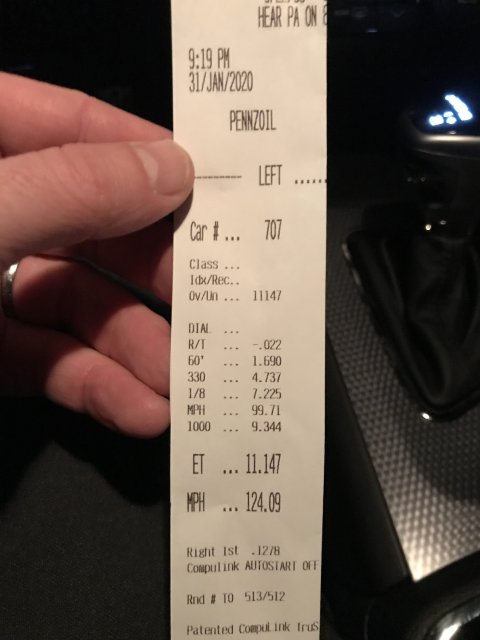 HEAR PA ON 8
9:19 PM
31/JAN/2020
PENNZOIL
------ LEFT ......
Car # ... 707
Class ...
Idx/Rec..
Ov/Un ... 11147
DIAL ...
R/T ... -.022
60' ... 1.690
330 ... 4.737
1/8 ... 7.225
MPH ... 99.71
1000 ... 9.344
ET ... 11.147
MPH ... 124.09
Right 1st .1278
Compulink AUTOSTART OFF
Rnd # TO 513/512
Patented CompuLink TruS